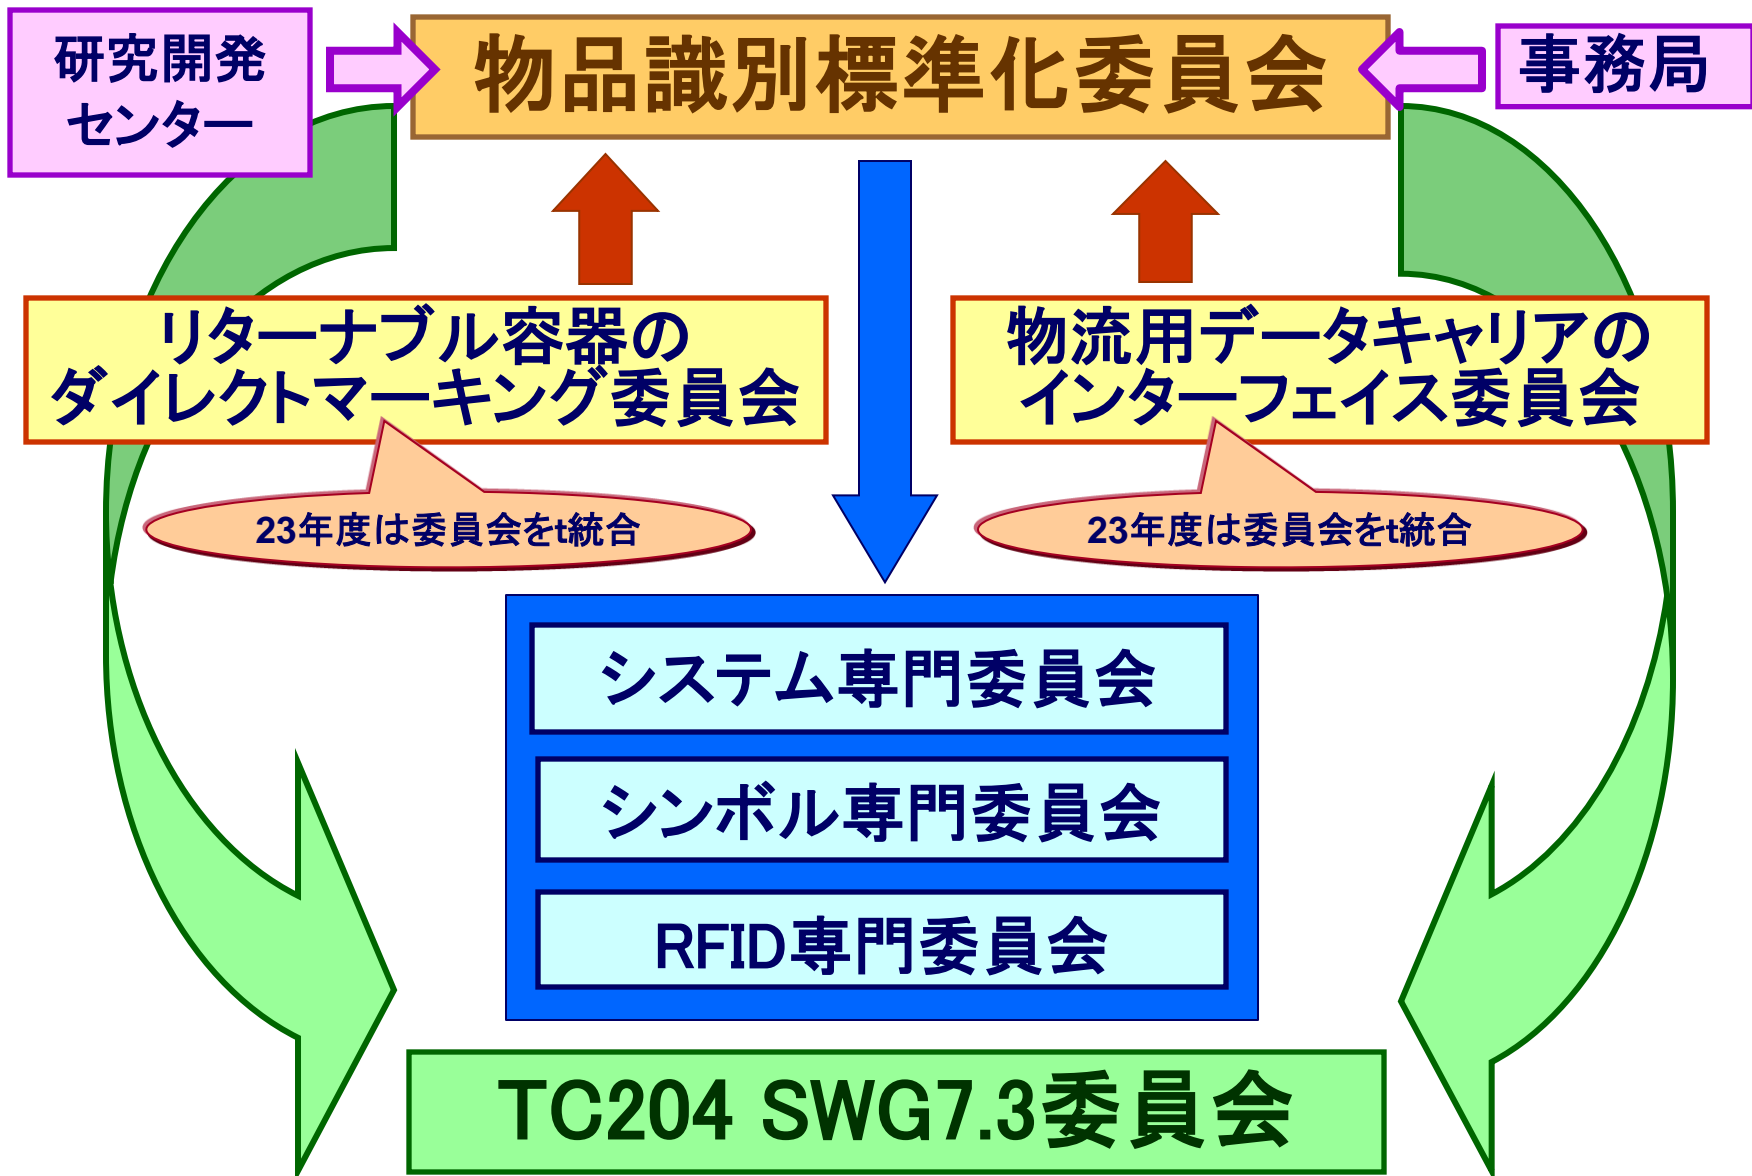 研究開発
センター
物品識別標準化委員会
事務局
リターナブル容器の
ダイレクトマーキング委員会
物流用データキャリアの
インターフェイス委員会
23年度は委員会をt統合
23年度は委員会をt統合
システム専門委員会
シンボル専門委員会
RFID専門委員会
TC204 SWG7.3委員会